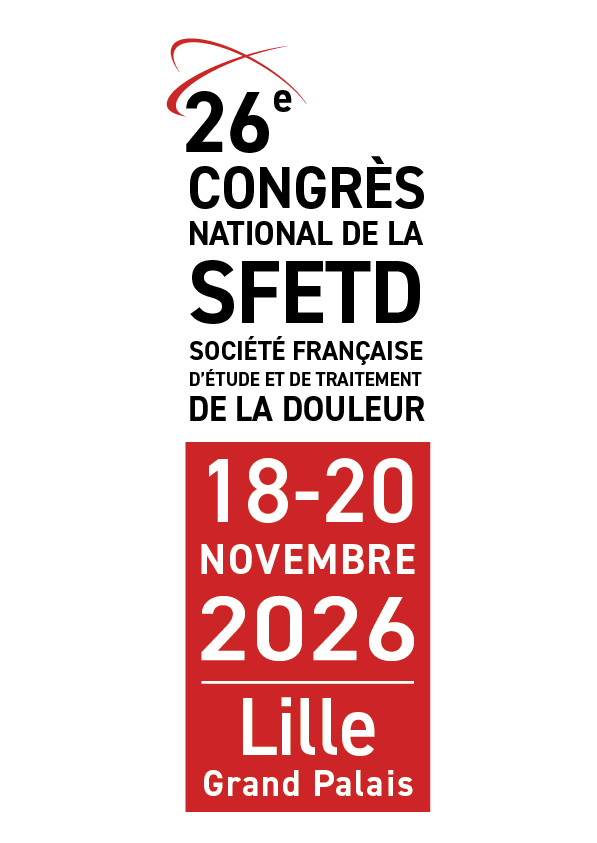 26e
CONGRÈS
NATIONAL DE LA
SFETD
SOCIÉTÉ FRANÇAISE
D'ÉTUDE ET DE TRAITEMENT
DE LA DOULEUR
18-20
NOVEMBRE
2026
Lille
Grand Palais